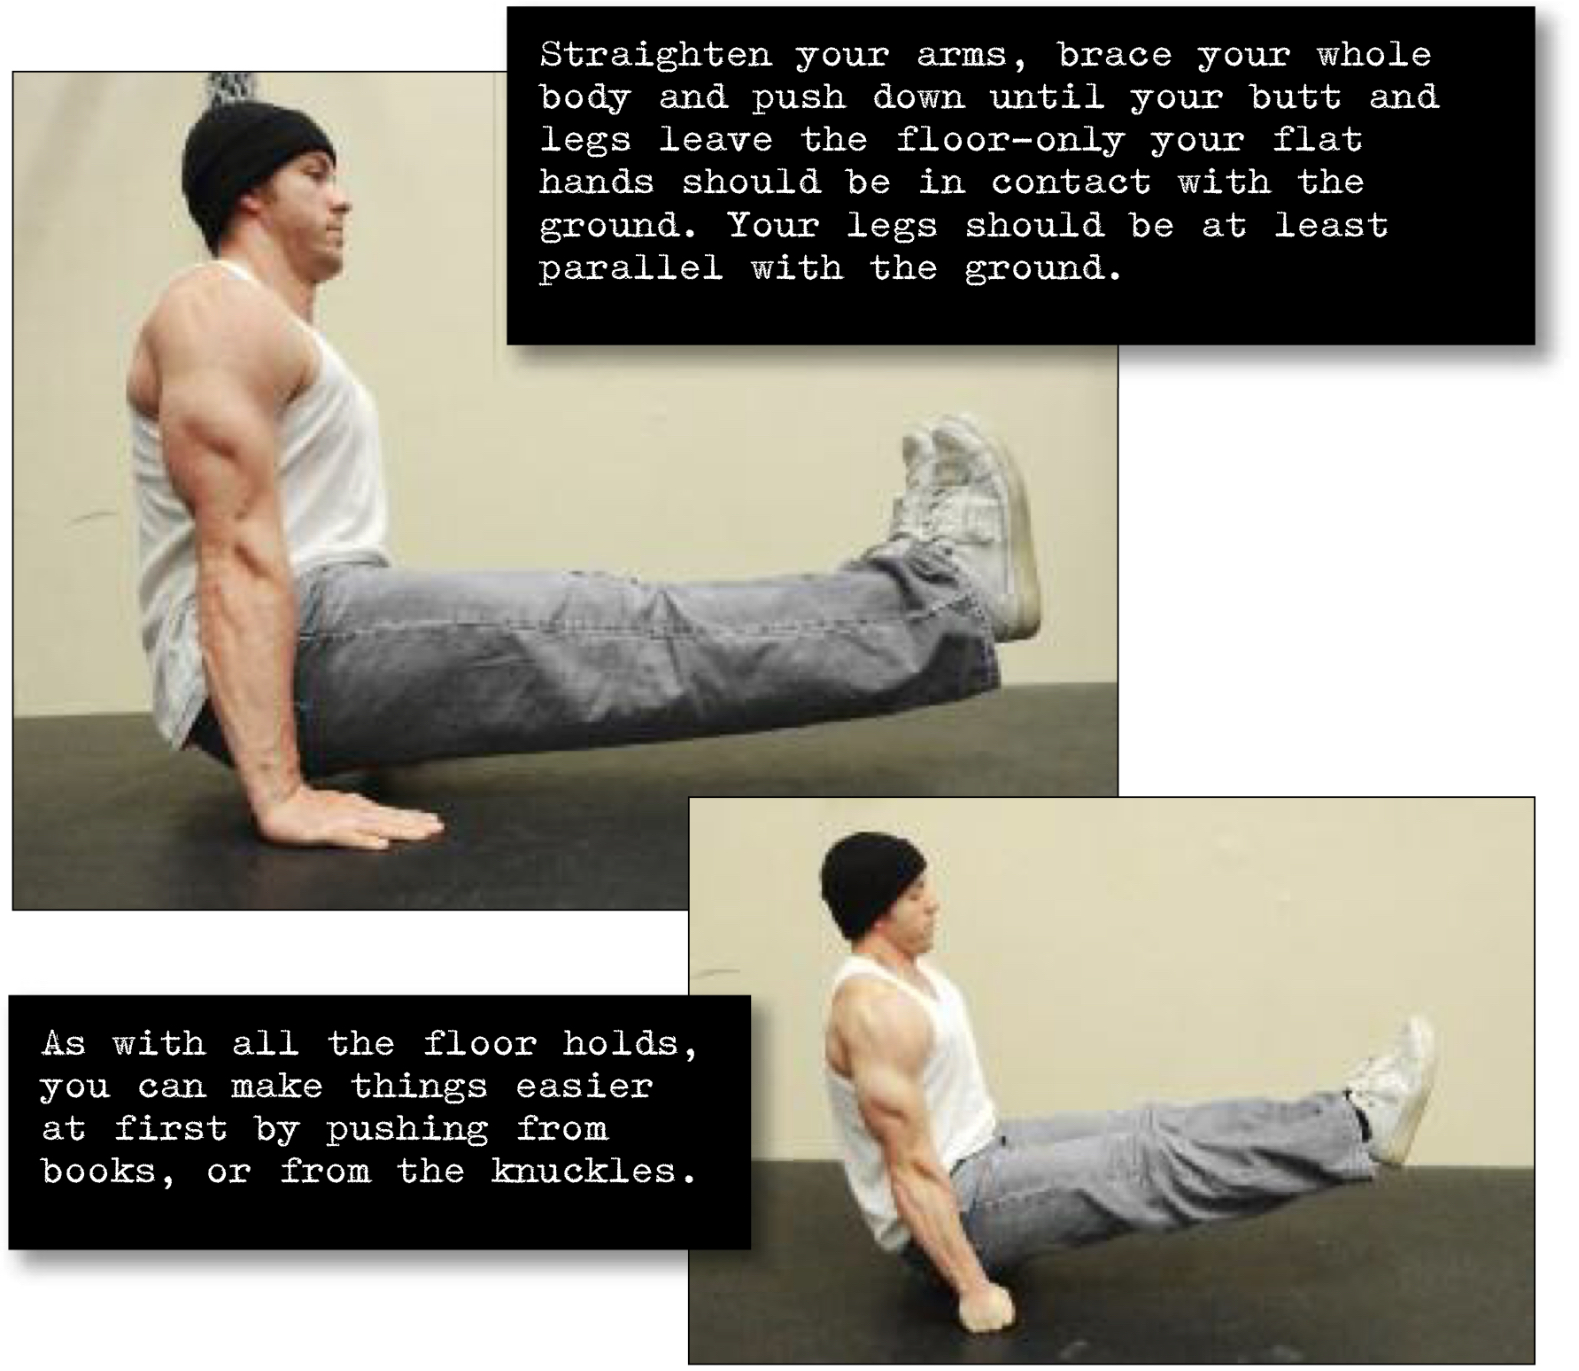 Straighten your arms, brace your whole
body and push down until your butt and
legs leave the floor-only your flat
hands should be in contact with the
ground. Your legs should be at least
parallel with the ground.
As with all the floor holds,
you can make things easier
at first by pushing from
books, or from the knuckles.